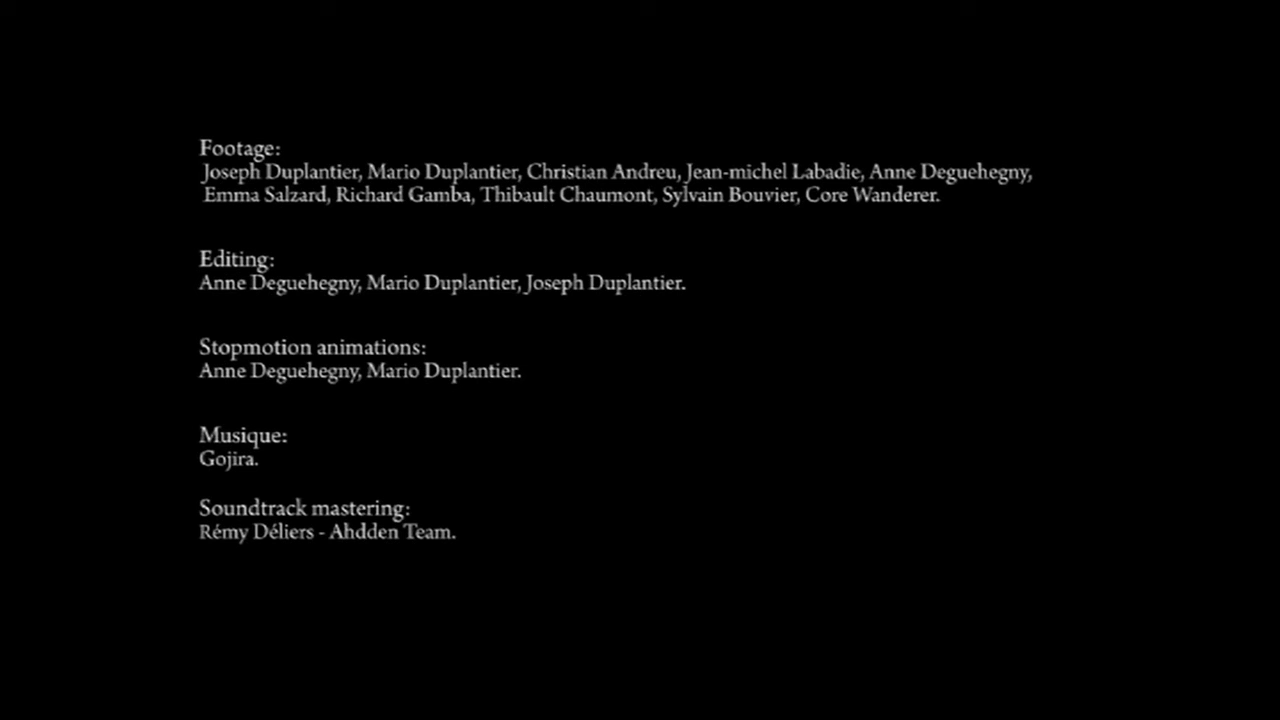 Footage:
Joseph Duplantier, Mario Duplantier, Christian Andreu, Jean-michel Labadie, Anne Deguehegny,
Emma Salzard, Richard Gamba, Thibault Chaumont, Sylvain Bouvier, Core Wanderer.
Editing:
Anne Deguehegny, Mario Duplantier, Joseph Duplantier.
Stopmotion animations:
Anne Deguehegny, Mario Duplantier.
Musique:
Gojira.
Soundtrack mastering:
Rémy Déliers - Ahdden Team.